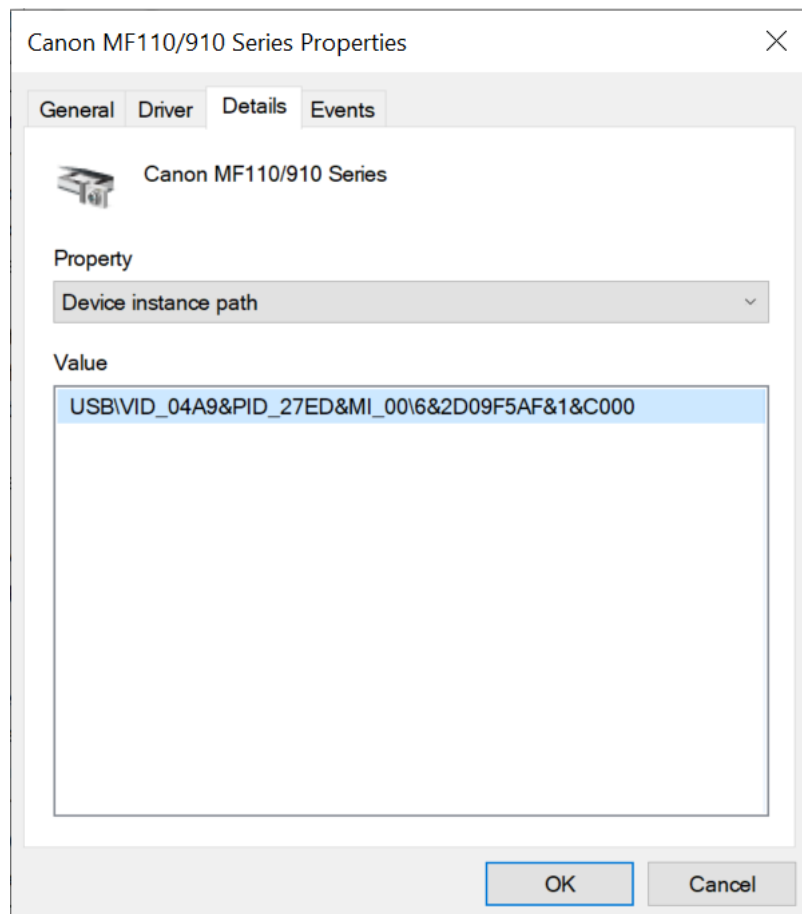 Canon MF110/910 Series Properties
General Driver Details Events
Canon MF110/910 Series
Property
Device instance path
Value
USB\VID_04A9&PID_27ED&MI_00\6&2D09F5AF&1&C000
OK Cancel